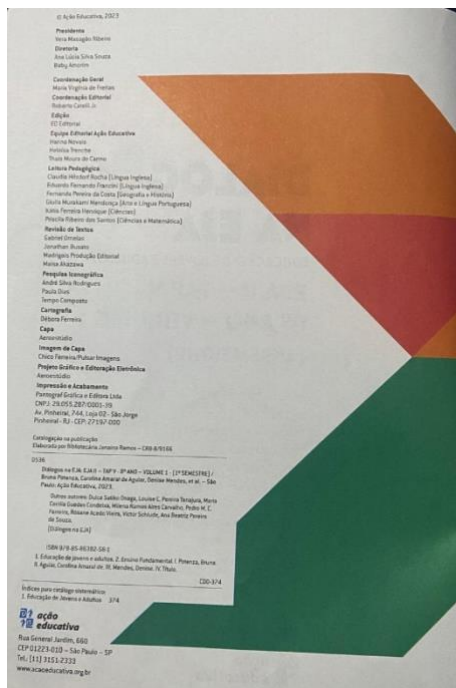 © Ação Educativa, 2023
Presidente
Vera Masagão Ribeiro
Diretoria
Ana Lúcia Silva Souza
Baby Amorim
Coordenação Geral
Maria Virgínia de Freitas
Coordenação Editorial
Roberto Catelli Jr.
Edição
EO Editorial
Equipe Editorial Ação Educativa
Harina Novais
Heloísa Trenche
Thais Moura do Carmo
Leitura Pedagógica
Claudia Hilsdorf Rocha (Língua Inglesa)
Eduardo Fernando Franzini (Língua Inglesa)
Fernanda Pereira da Costa (Geografia e História)
Giulia Murakami Mendonça (Arte e Língua Portuguesa)
Kátia Ferreira Henrique (Ciências)
Priscila Ribeiro dos Santos (Ciências e Matemática)
Revisão de Textos
Gabriel Ornelas
Jonathan Busato
Madrigais Produção Editorial
Maísa Akazawa
Pesquisa Iconográfica
André Silva Rodrigues
Paula Dias
Tempo Composto
Cartografia
Débora Ferreira
Capa
Aeroestúdio
Imagem de Capa
Chico Ferreira/Pulsar Imagens
Projeto Gráfico e Editoração Eletrônica
Aeroestúdio
Impressão e Acabamento
Pontograf Gráfica e Editora Ltda
CNPJ: 29.055.287/0001-39
Av. Pinheiral, 744, Loja 02 - São Jorge
Pinheiral - RJ - CEP: 27197-000
Catalogação na publicação
Elaborada por Bibliotecária Janaina Ramos – CRB-8/9166
D536
Diálogos na EJA: EJA II – 8º ANO – VOLUME 1 - (1º SEMESTRE) /
Bruna Potenza, Carolina Amaral de Aguiar, Denise Mendes, et al. – São
Paulo: Ação Educativa, 2023.
Outros autores: Dulce Satiko Onaga, Louise C. Pereira Tanajura, Maria
Cecília Guedes Condeixa, Milena Ramos Alves Carvalho, Pedro M. C.
Ferreira, Rosane Acedo Vieira, Victor Schlude, Ana Beatriz Pereira
de Souza.
(Diálogos na EJA)
ISBN 978-85-86382-58-1
1. Educação de jovens e adultos. 2. Ensino Fundamental. I. Potenza, Bruna.
II. Aguiar, Carolina Amaral de. III. Mendes, Denise. IV. Título.
CDD-374
Índices para catálogo sistemático
1. Educação de Jovens e Adultos 374
ação
educativa
Rua General Jardim, 660
CEP 01223-010 – São Paulo – SP
Tel.: (11) 3151-2333
www.acaoeducativa.org.br